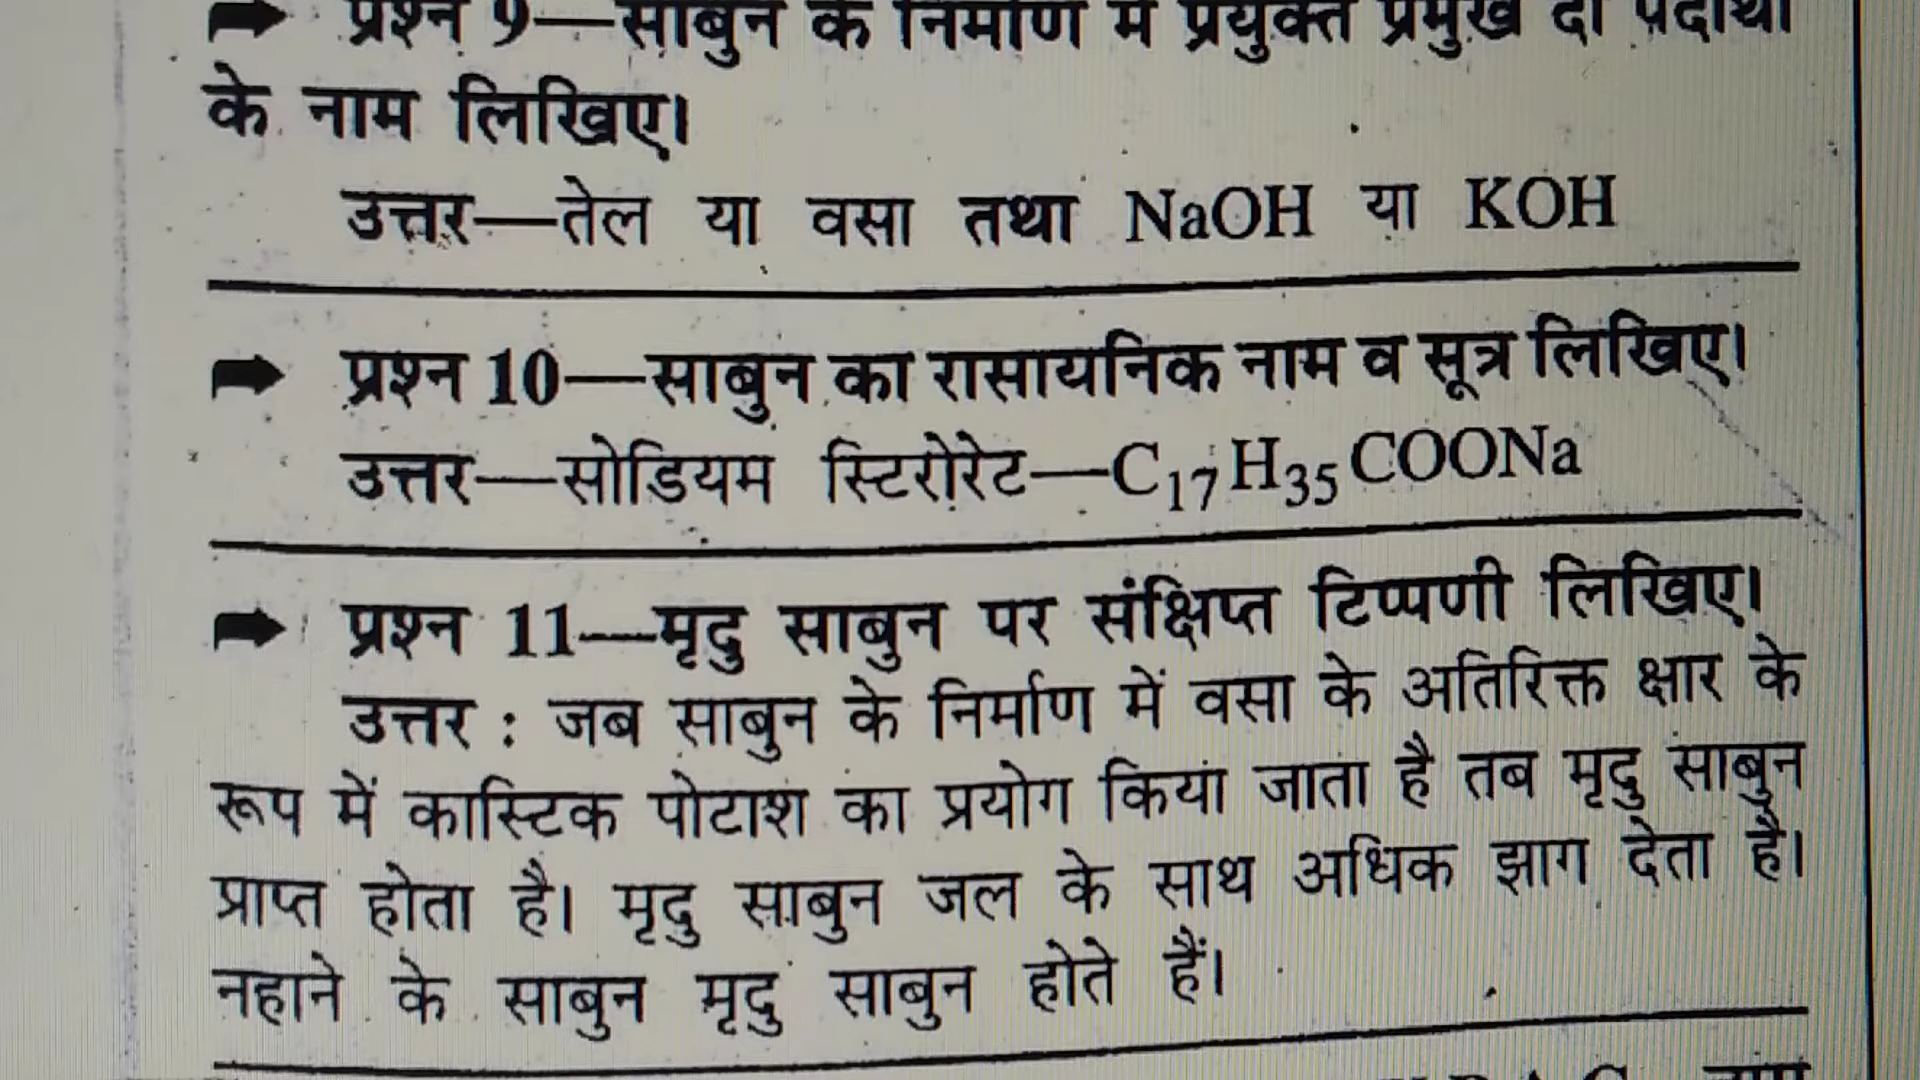 प्रश्न 9—साबुन के निर्माण में प्रयुक्त प्रमुख दो पदार्थों
के नाम लिखिए।
उत्तर—तेल या वसा तथा NaOH या KOH
प्रश्न 10—साबुन का रासायनिक नाम व सूत्र लिखिए।
उत्तर—सोडियम स्टिरोरेट—C₁₇H₃₅COONa
प्रश्न 11—मृदु साबुन पर संक्षिप्त टिप्पणी लिखिए।
उत्तर : जब साबुन के निर्माण में वसा के अतिरिक्त क्षार के
रूप में कास्टिक पोटाश का प्रयोग किया जाता है तब मृदु साबुन
प्राप्त होता है। मृदु साबुन जल के साथ अधिक झाग देता है।
नहाने के साबुन मृदु साबुन होते हैं।